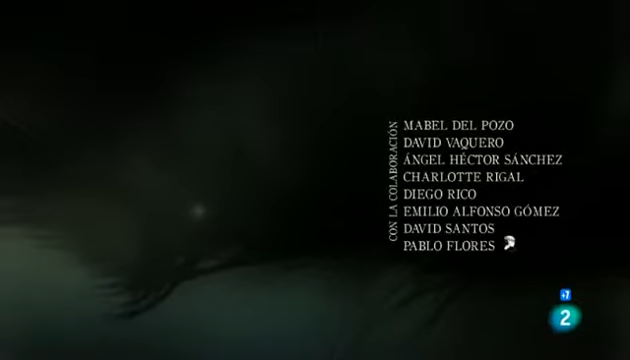 CON LA COLABORACIÓN
MABEL DEL POZO
DAVID VAQUERO
ÁNGEL HÉCTOR SÁNCHEZ
CHARLOTTE RIGAL
DIEGO RICO
EMILIO ALFONSO GÓMEZ
DAVID SANTOS
PABLO FLORES
+7
2